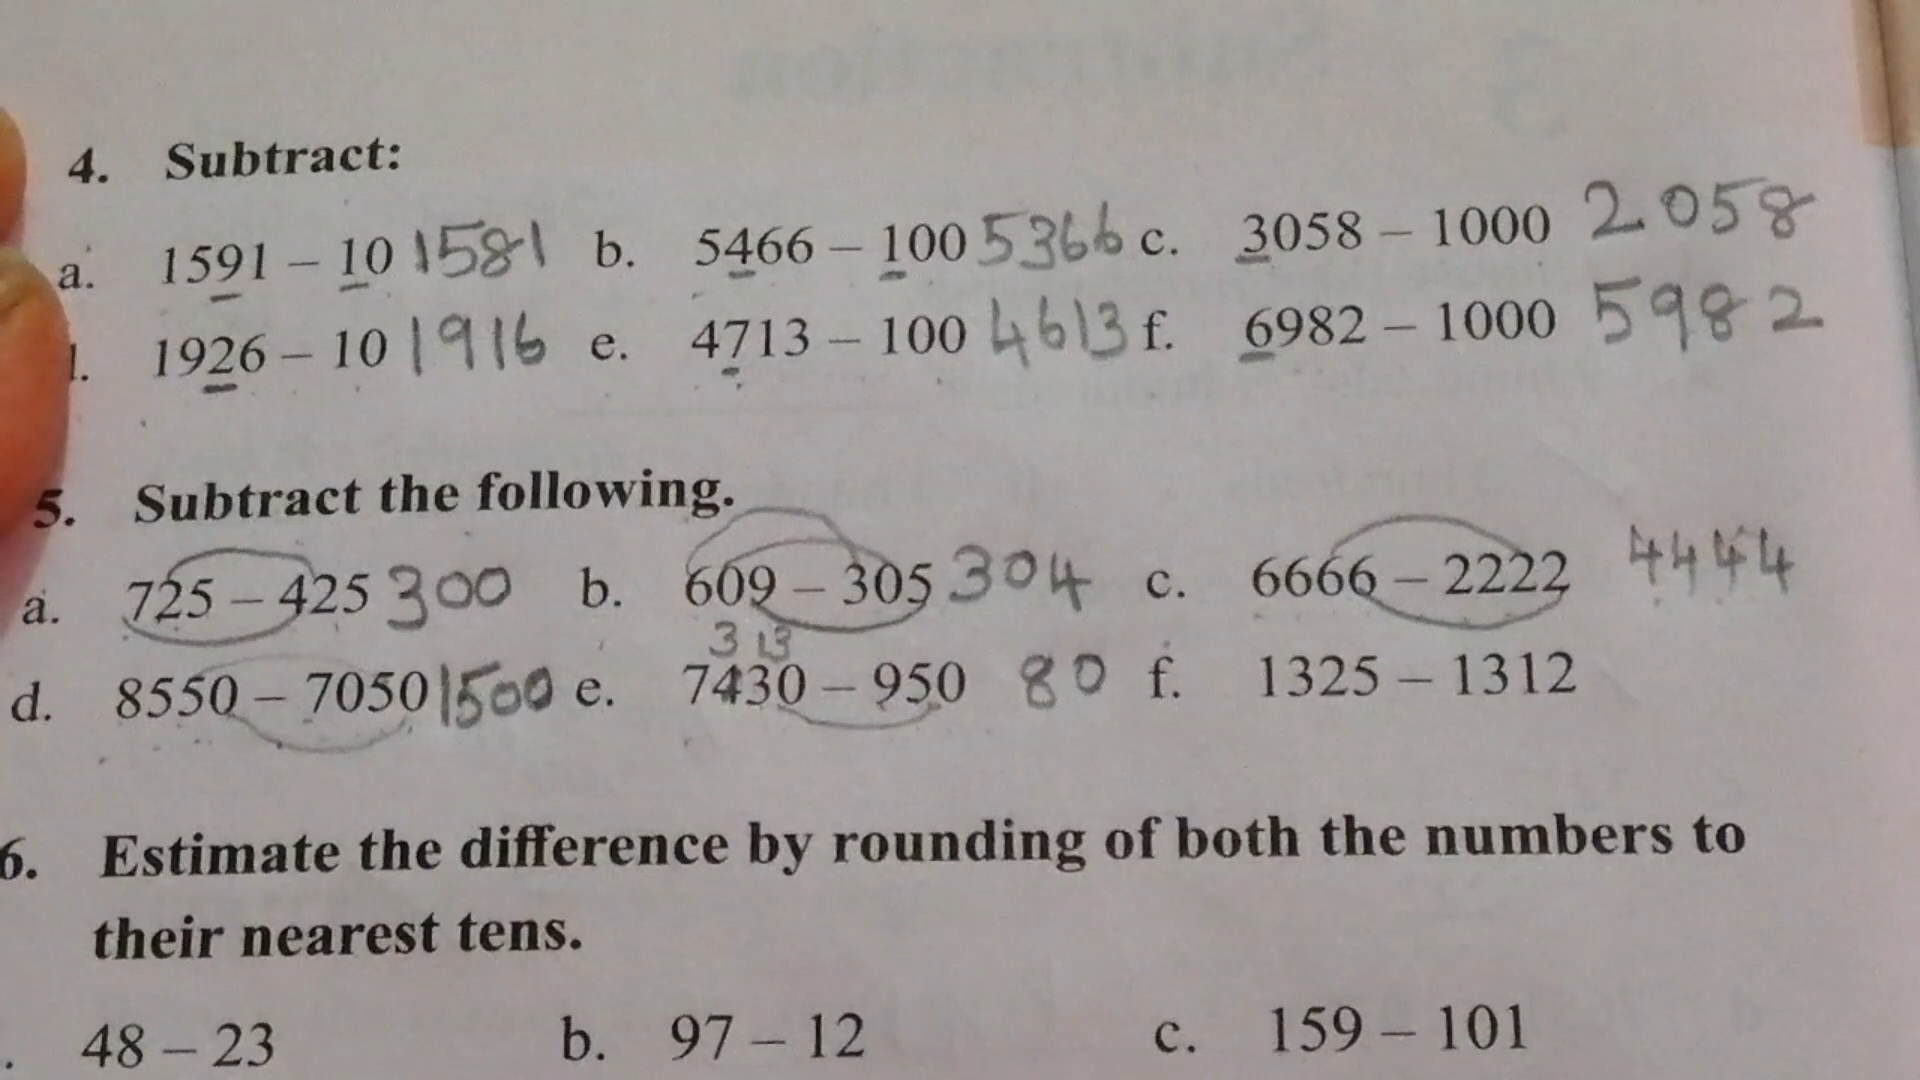 4. Subtract:
a. 1591 – 10 1581 b. 5466 – 100 5366 c. 3058 – 1000 2058
1926 – 10 1916 e. 4713 – 100 4613 f. 6982 – 1000 5982
5. Subtract the following.
a. 725 – 425 300 b. 609 – 305 304 c. 6666 – 2222 4444
3 13
d. 8550 – 7050 1500 e. 7430 – 950 80 f. 1325 – 1312
6. Estimate the difference by rounding of both the numbers to
their nearest tens.
48 – 23 b. 97 – 12 c. 159 – 101